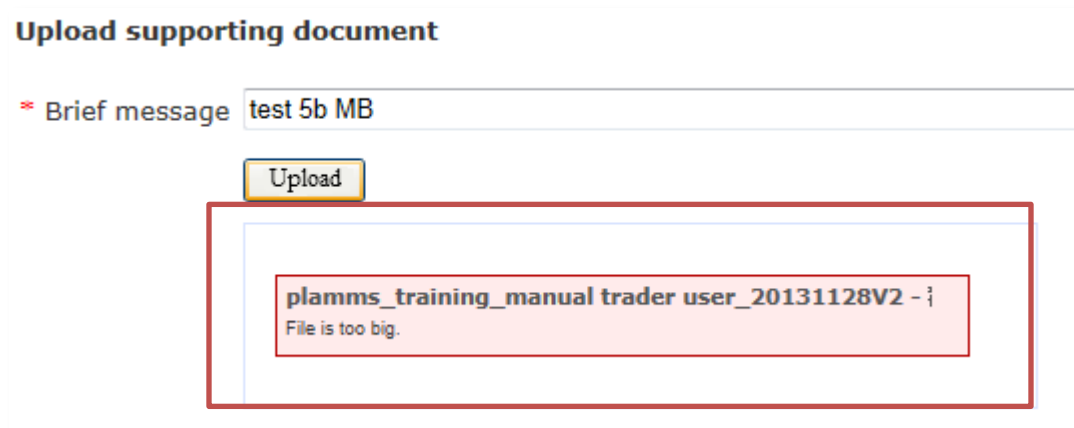 Upload supporting document
* Brief message test 5b MB
Upload
plamms_training_manual trader user_20131128V2 -
File is too big.